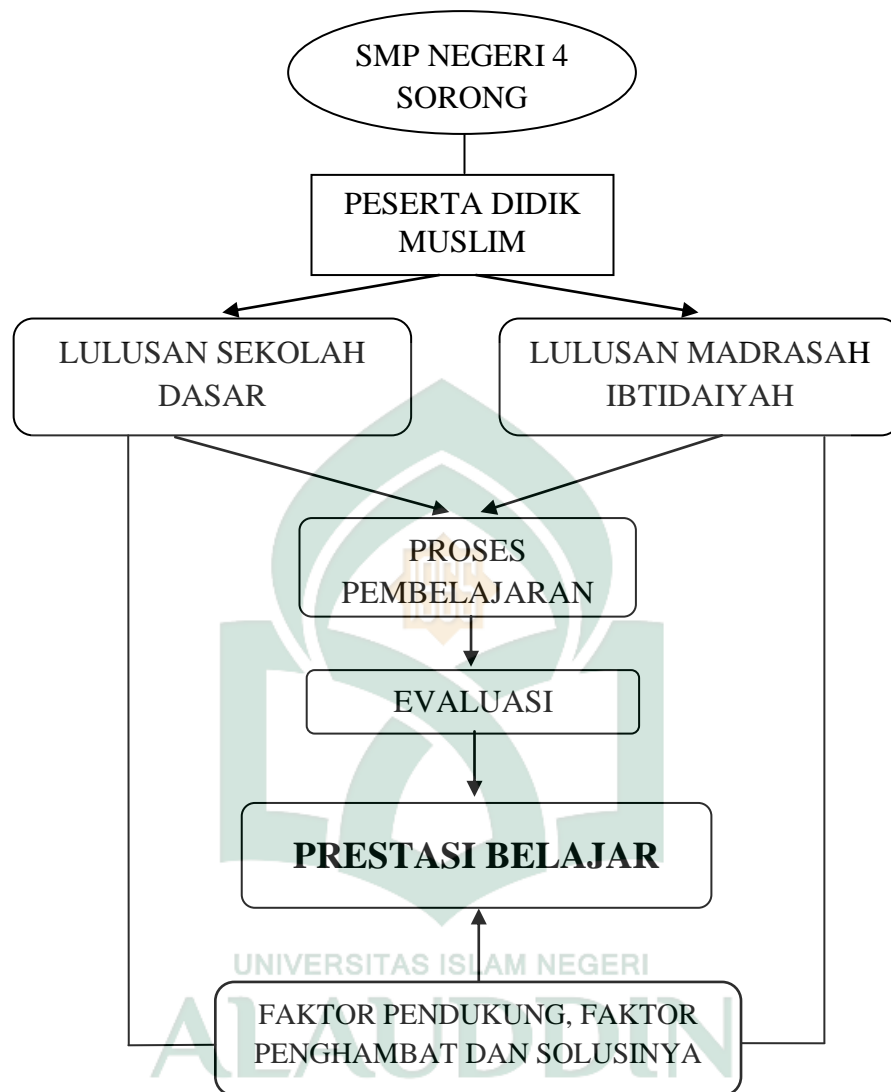 SMP NEGERI 4
SORONG
PESERTA DIDIK
MUSLIM
LULUSAN SEKOLAH
DASAR
LULUSAN MADRASAH
IBTIDAIYAH
PROSES
PEMBELAJARAN
EVALUASI
PRESTASI BELAJAR
UNIVERSITAS ISLAM NEGERI
ALAUDDIN
FAKTOR PENDUKUNG, FAKTOR
PENGHAMBAT DAN SOLUSINYA